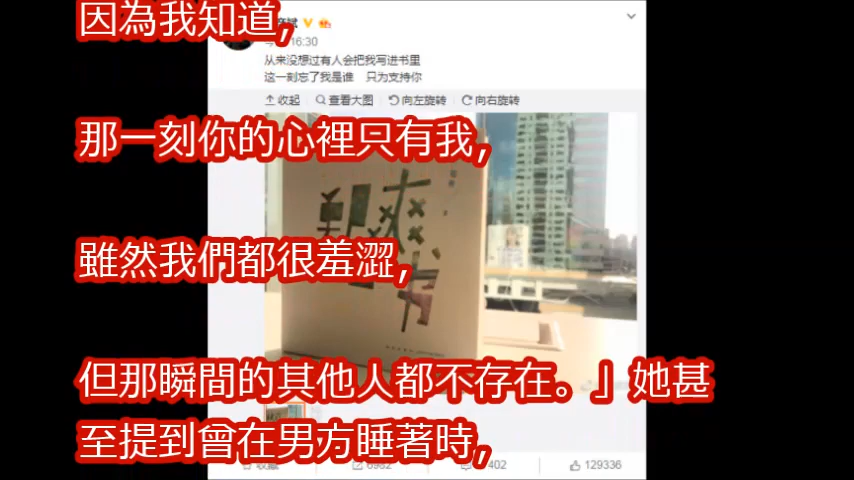 因為我知道，
16:30
从来没想过有人会把我写进书里
这一刻忘了我是谁 只为支持你
收起 查看大图 向左旋转 向右旋转
那一刻你的心裡只有我，
雖然我們都很羞澀，
但那瞬間的其他人都不存在。」她甚
至提到曾在男方睡著時，
收藏 6982 402 129336